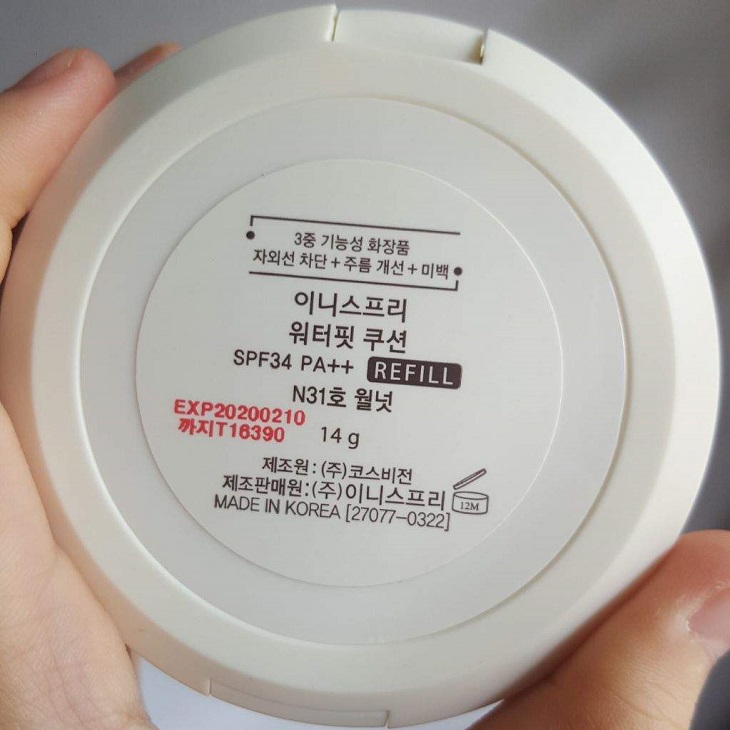 3중 기능성 화장품
자외선 차단+주름 개선+미백
이니스프리
워터핏 쿠션
SPF34 PA++ REFILL
N31호 월넛
EXP20200210
까지T16390
14 g
제조원:(주)코스비전
제조판매원:(주)이니스프리
12M
MADE IN KOREA [27077-0322]